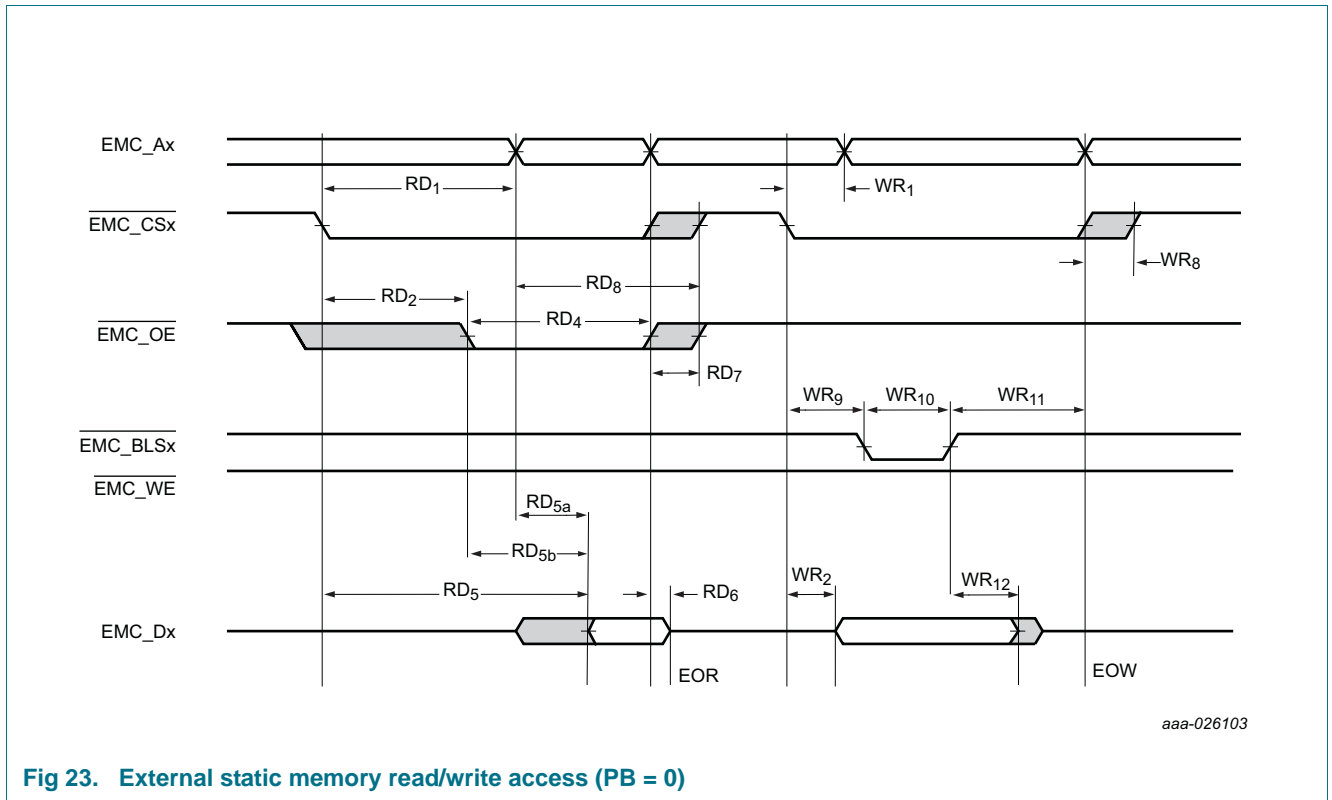 EMC_Ax
RD1
WR1
EMC_CSx
WR8
RD8
RD2
RD4
EMC_OE
RD7
WR9 WR10 WR11
EMC_BLSx
EMC_WE
RD5a
RD5b
RD5 RD6 WR2 WR12
EMC_Dx
EOR EOW
aaa-026103
Fig 23. External static memory read/write access (PB = 0)